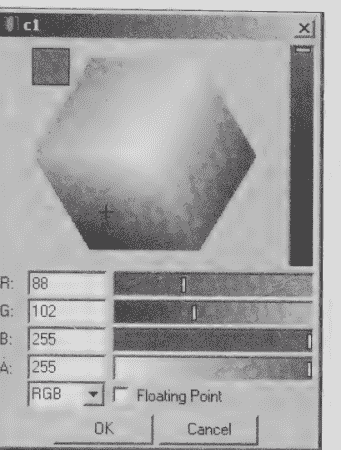 c1
R: 88
G: 102
B: 255
A: 255
RGB Floating Point
OK Cancel